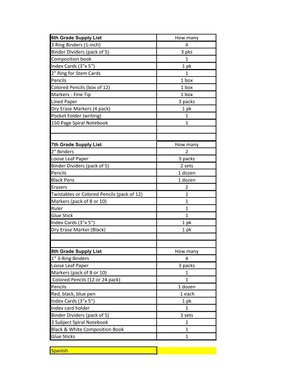 6th Grade Supply List How many
3 Ring Binders (1-inch) 4
Binder Dividers (pack of 5) 5 pks
Composition book 1
Index Cards (3"x 5") 1 pk
2" Ring for Stem Cards 1
Pencils 1 box
Colored Pencils (box of 12) 1 box
Markers - Fine Tip 1 box
Lined Paper 3 packs
Dry Erase Markers (4 pack) 1 pk
Pocket Folder (writing) 1
150 Page Spiral Notebook 1
7th Grade Supply List How many
2" Binders 2
Loose Leaf Paper 3 packs
Binder Dividers (pack of 5) 2 sets
Pencils 1 dozen
Black Pens 1 dozen
Erasers 2
Twistables or Colored Pencils (pack of 12) 1
Markers (pack of 8 or 10) 1
Ruler 1
Glue Stick 1
Index Cards (3"x 5") 1 pk
Dry Erase Marker (Black) 1
8th Grade Supply List How many
1" 3-Ring Binders 4
Loose Leaf Paper 3 packs
Markers (pack of 8 or 10) 1
Colored Pencils (12 or 24 pack) 1
Pencils 1 dozen
Red, black, blue pen 1 each
Index Cards (3"x 5") 1 pk
Index card holder 1
Binder Dividers (pack of 5) 3 sets
3 Subject Spiral Notebook 1
Black & White Composition Book 1
Glue Sticks 1
Spanish